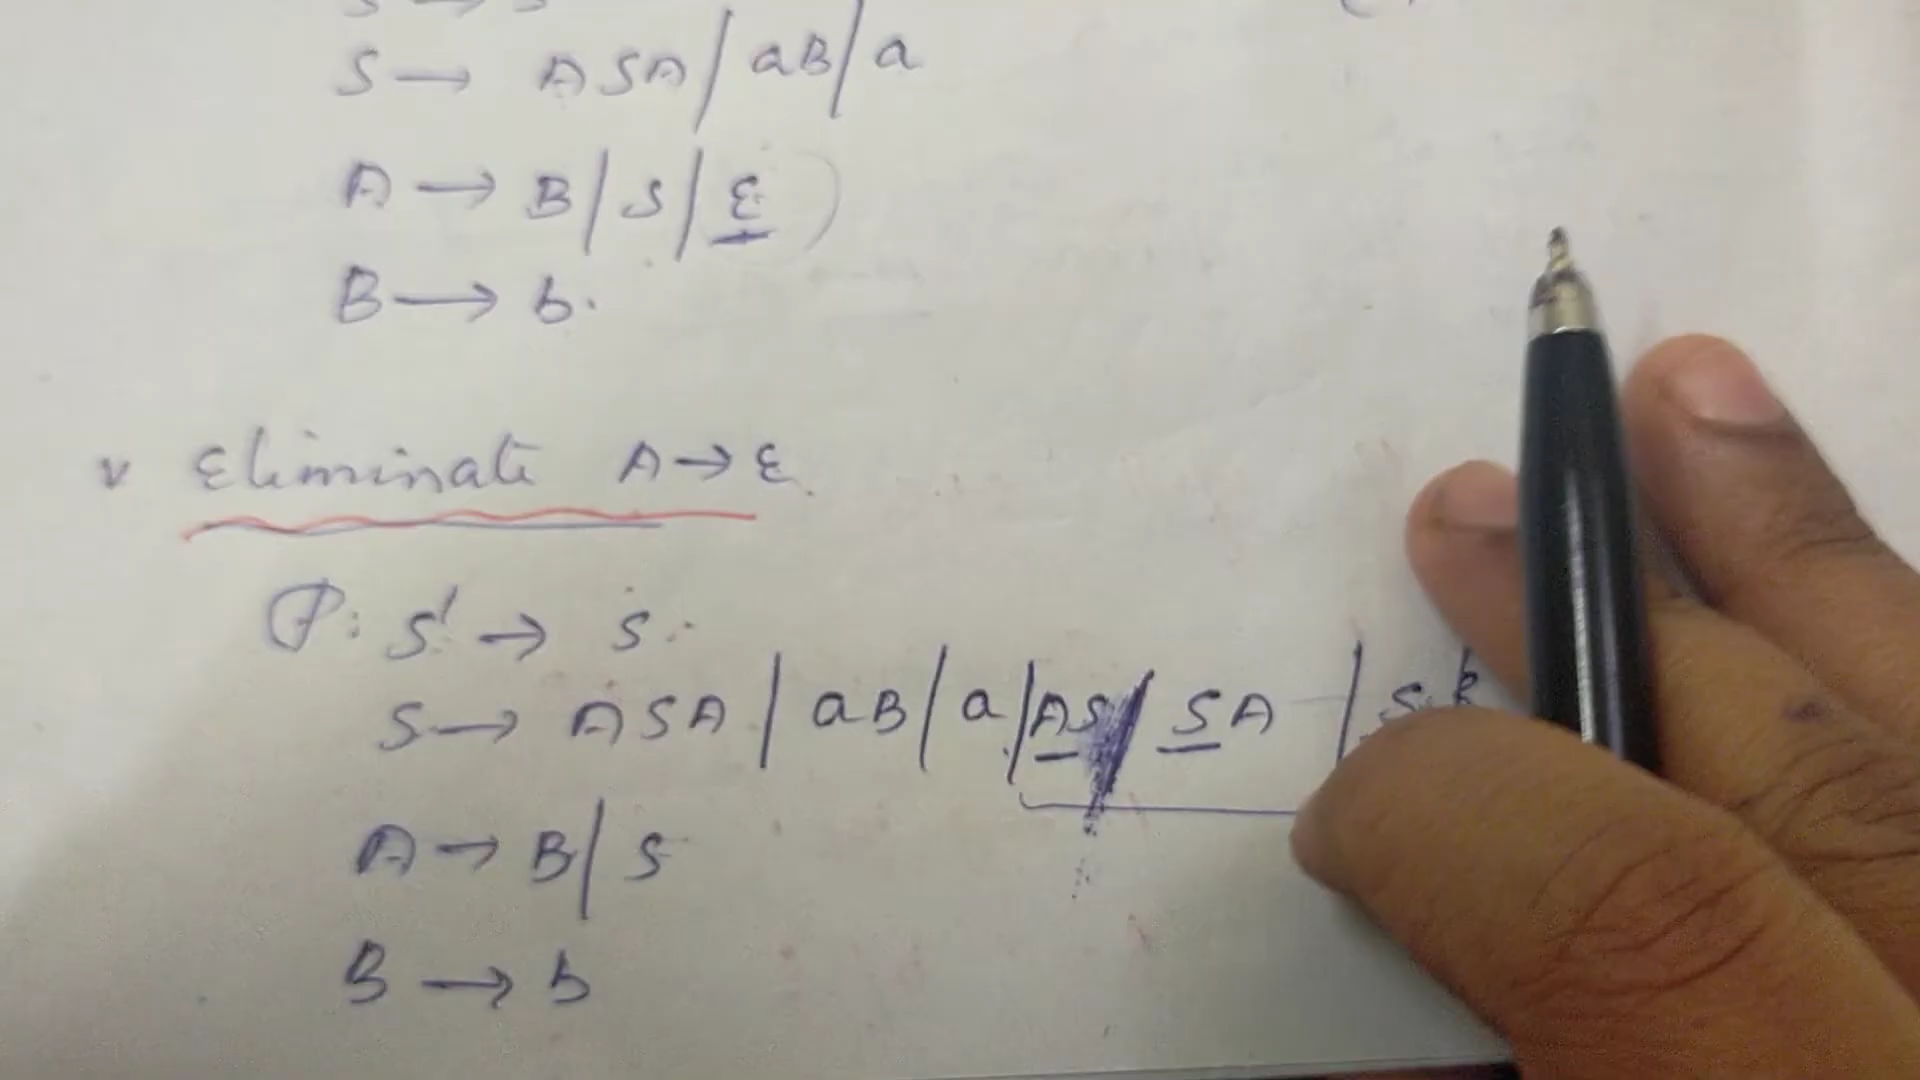 S → ASA | aB | a
A → B | S | ε
B → b.
Eliminate A → ε.
P: S' → S.
S → ASA | aB | a | AS | SA | S
A → B | S
B → b